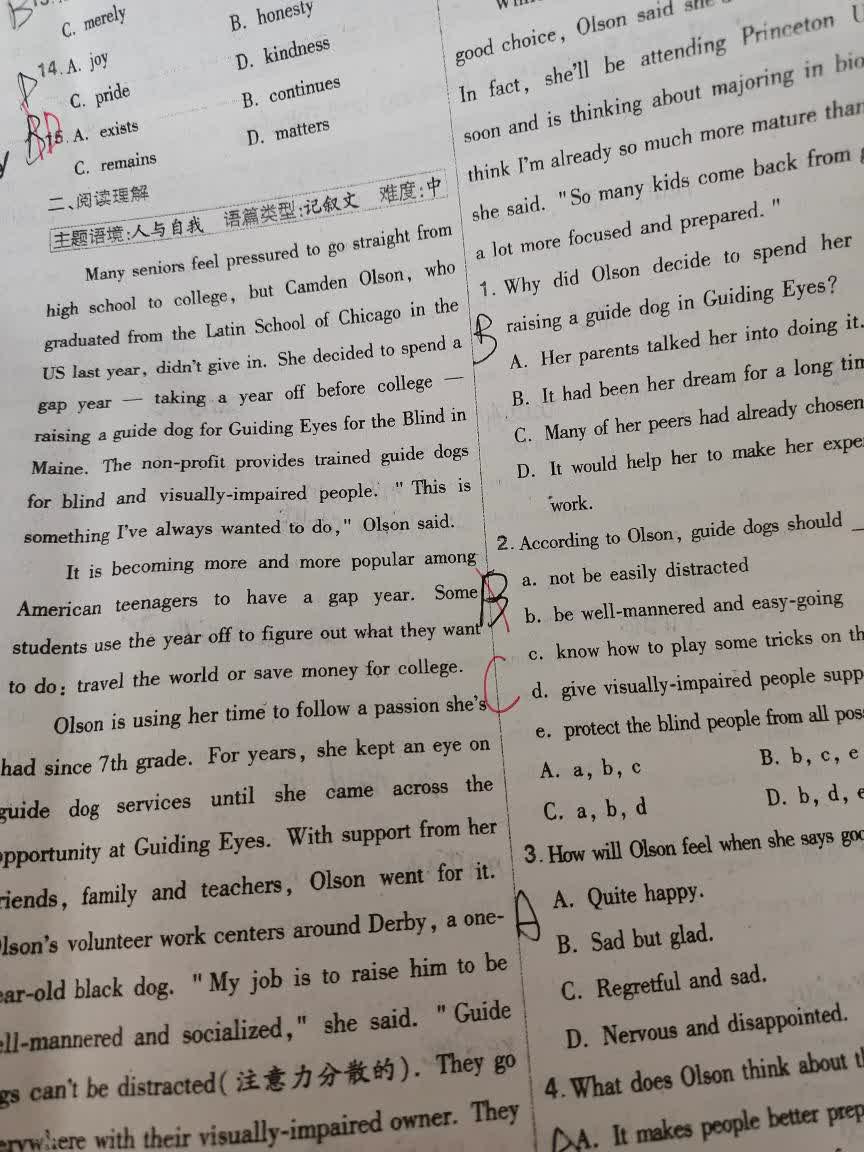 C. merely
B. honesty
14. A. joy
D. kindness
C. pride
B. continues
15. A. exists
D. matters
C. remains
二、阅读理解
主题语境:人与自我 语篇类型:记叙文 难度:中
Many seniors feel pressured to go straight from
high school to college, but Camden Olson, who
graduated from the Latin School of Chicago in the
US last year, didn't give in. She decided to spend a
gap year — taking a year off before college —
raising a guide dog for Guiding Eyes for the Blind in
Maine. The non-profit provides trained guide dogs
for blind and visually-impaired people. "This is
something I've always wanted to do," Olson said.
It is becoming more and more popular among
American teenagers to have a gap year. Some
students use the year off to figure out what they want
to do: travel the world or save money for college.
Olson is using her time to follow a passion she's
had since 7th grade. For years, she kept an eye on
guide dog services until she came across the
opportunity at Guiding Eyes. With support from her
friends, family and teachers, Olson went for it.
Olson's volunteer work centers around Derby, a one-
year-old black dog. "My job is to raise him to be
well-mannered and socialized," she said. "Guide
dogs can't be distracted(注意力分散的). They go
everywhere with their visually-impaired owner. They
good choice, Olson said she
In fact, she'll be attending Princeton U
soon and is thinking about majoring in bio
think I'm already so much more mature than
she said. "So many kids come back from g
a lot more focused and prepared."
1. Why did Olson decide to spend her
raising a guide dog in Guiding Eyes?
B
A. Her parents talked her into doing it.
B. It had been her dream for a long tim
C. Many of her peers had already chosen
D. It would help her to make her expe
work.
2. According to Olson, guide dogs should
a. not be easily distracted
B
b. be well-mannered and easy-going
c. know how to play some tricks on th
C
d. give visually-impaired people supp
e. protect the blind people from all pos
A. a, b, c
B. b, c, e
C. a, b, d
D. b, d, e
3. How will Olson feel when she says goo
A
A. Quite happy.
B. Sad but glad.
C. Regretful and sad.
D. Nervous and disappointed.
4. What does Olson think about th
A. It makes people better prep